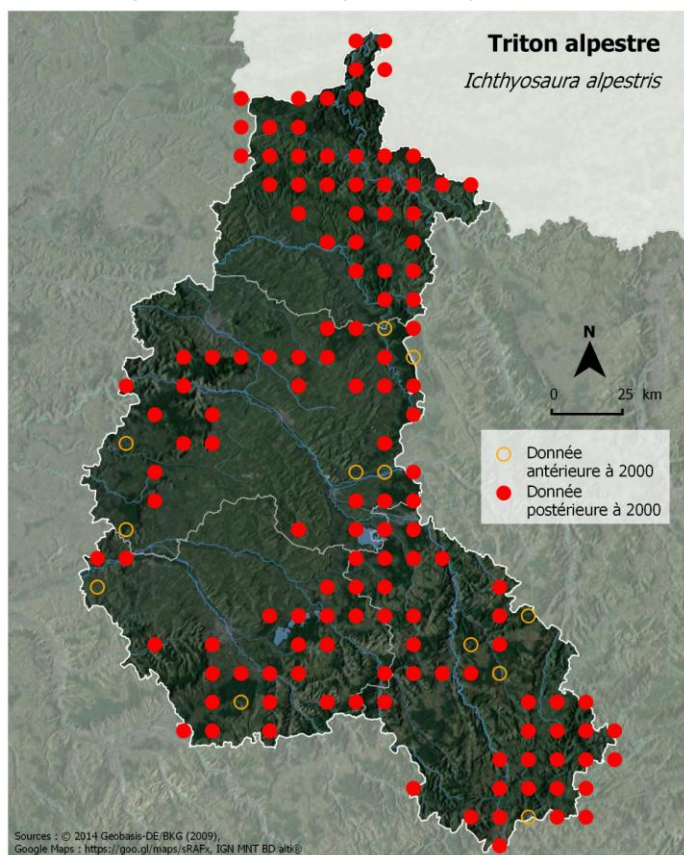 Triton alpestre
Ichthyosaura alpestris
N
0 25 km
Donnée
antérieure à 2000
Donnée
postérieure à 2000
Sources : © 2014 Geobasis-DE/BKG (2009),
Google Maps : https://goo.gl/maps/sRAFx, IGN MNT BD alti®